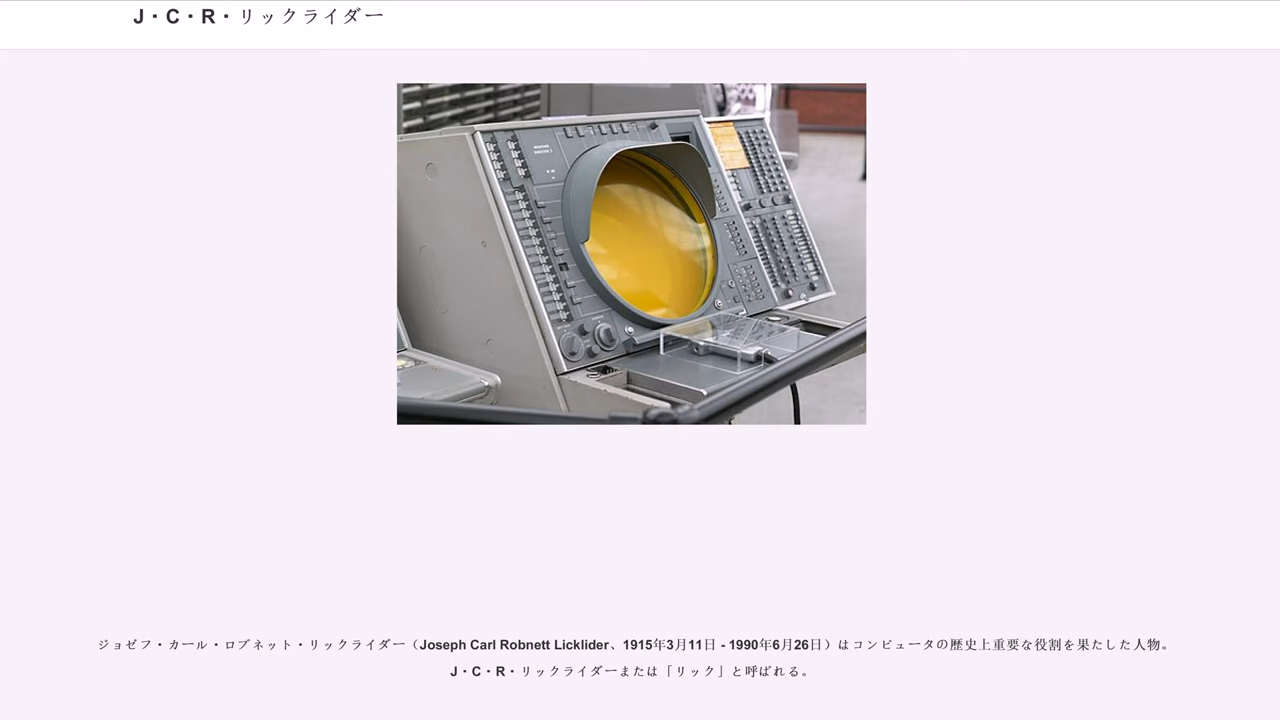 J・C・R・リックライダー
ジョゼフ・カール・ロブネット・リックライダー（Joseph Carl Robnett Licklider、1915年3月11日 - 1990年6月26日）はコンピュータの歴史上重要な役割を果たした人物。
J・C・R・リックライダーまたは「リック」と呼ばれる。